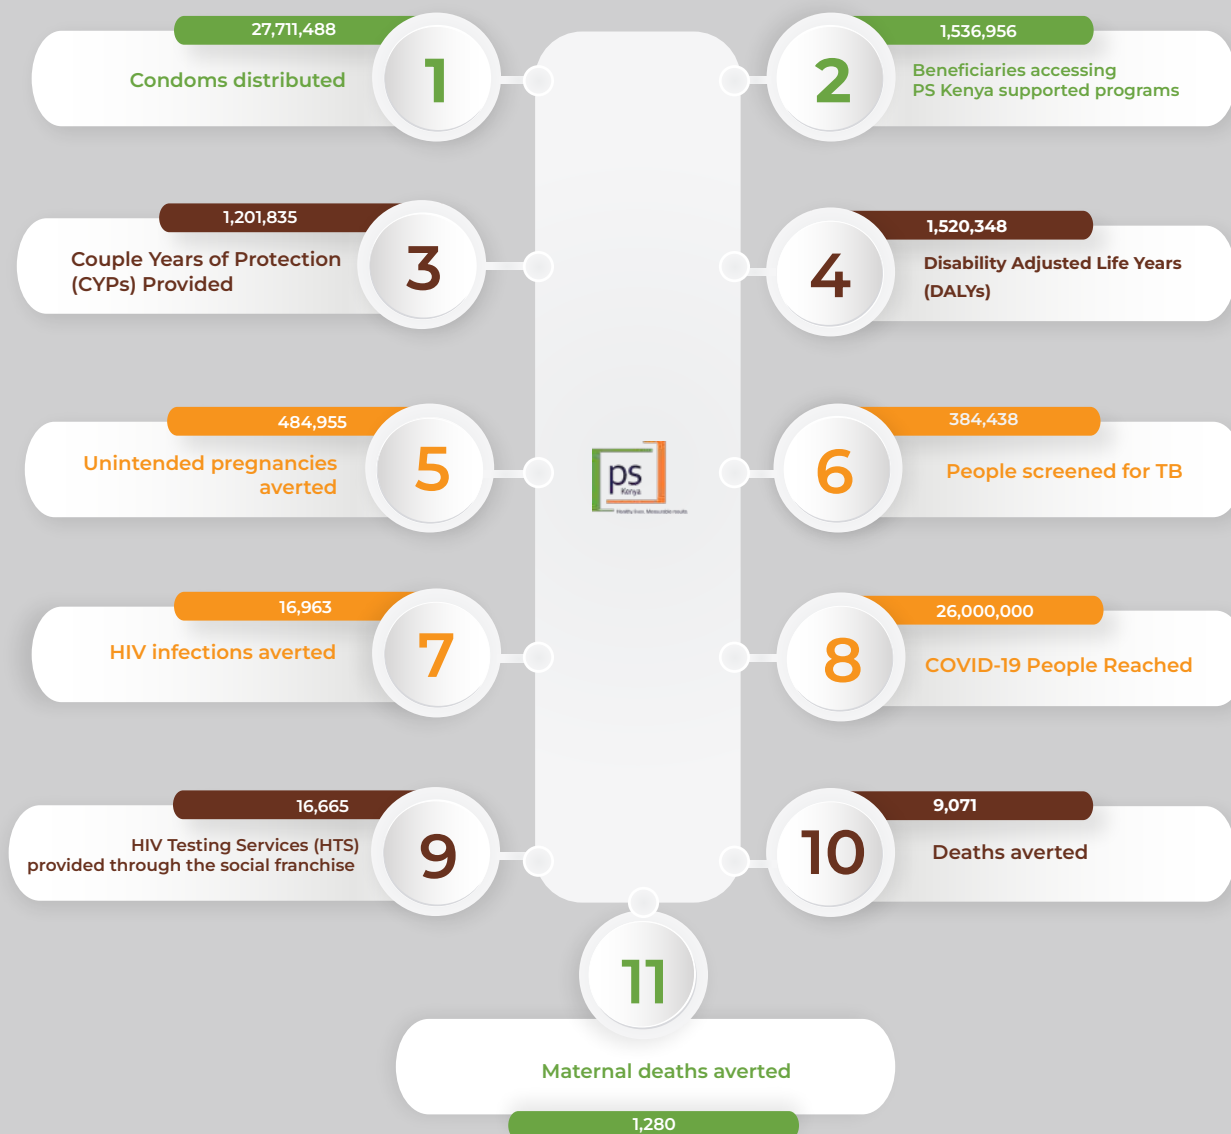 27,711,488
Condoms distributed
1
1,536,956
2
Beneficiaries accessing
PS Kenya supported programs
1,201,835
Couple Years of Protection
(CYPs) Provided
3
1,520,348
4
Disability Adjusted Life Years
(DALYs)
484,955
Unintended pregnancies
averted
5
384,438
6
People screened for TB
ps
Kenya
Healthy lives. Measurable results.
16,963
HIV infections averted
7
26,000,000
8
COVID-19 People Reached
16,665
HIV Testing Services (HTS)
provided through the social franchise
9
9,071
10
Deaths averted
11
Maternal deaths averted
1,280